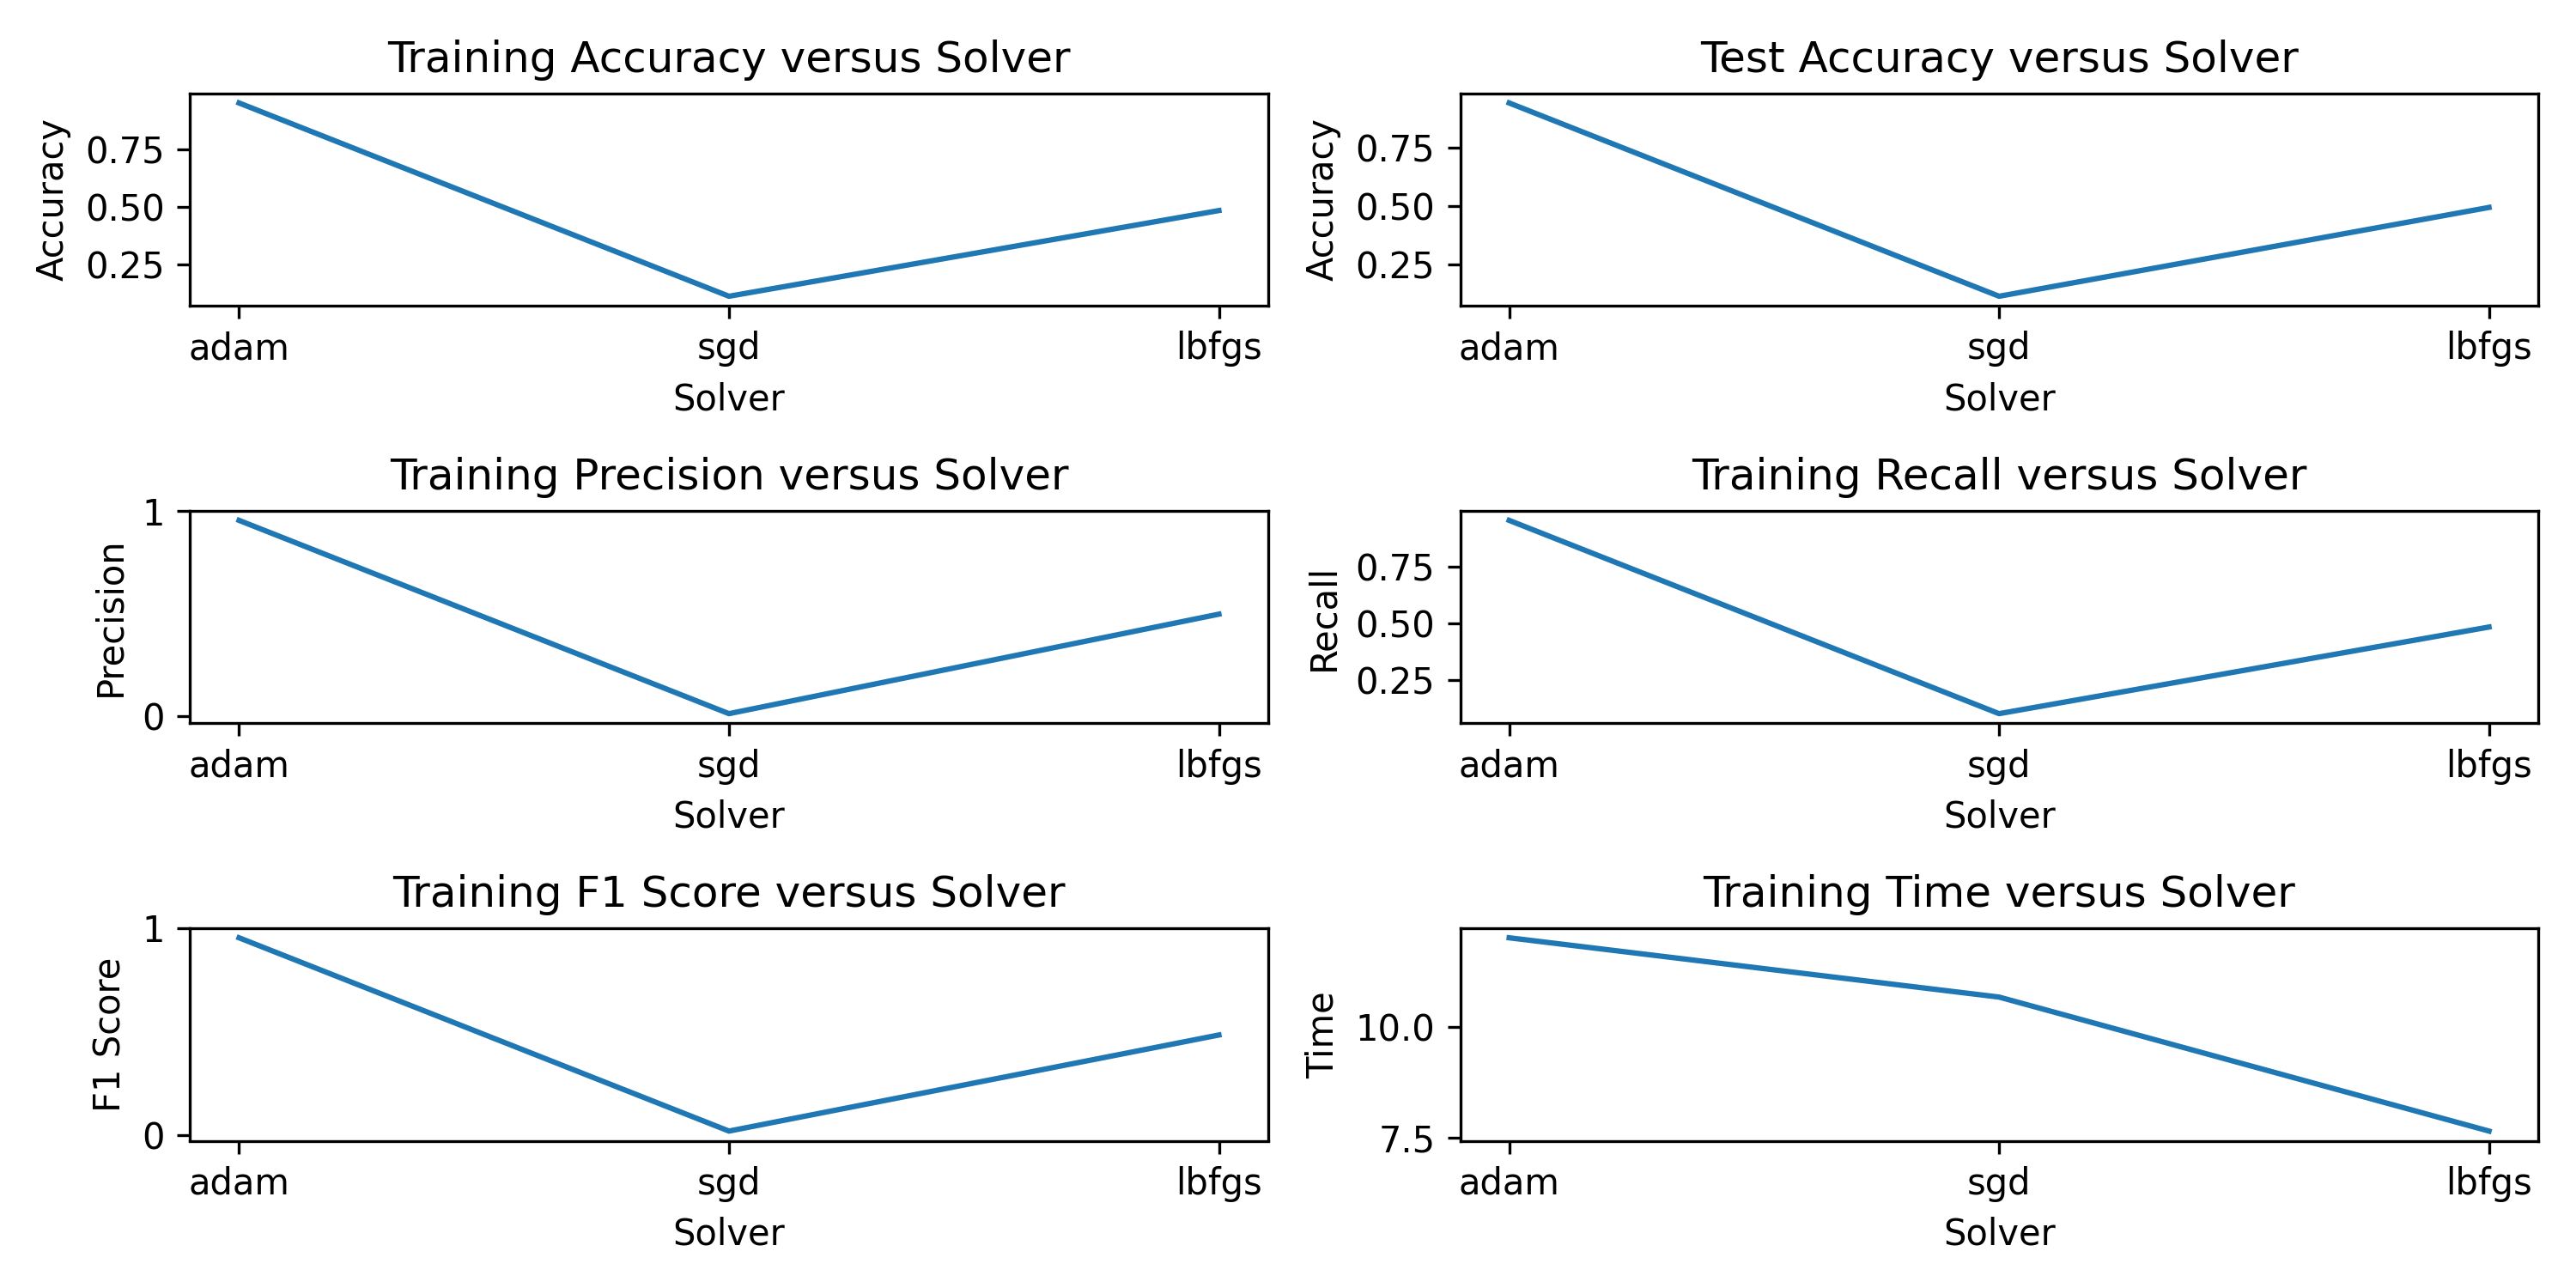 Training Accuracy versus Solver
Accuracy
0.75
0.50
0.25
adam sgd lbfgs
Solver
Test Accuracy versus Solver
Accuracy
0.75
0.50
0.25
adam sgd lbfgs
Solver
Training Precision versus Solver
Precision
1
0
adam sgd lbfgs
Solver
Training Recall versus Solver
Recall
0.75
0.50
0.25
adam sgd lbfgs
Solver
Training F1 Score versus Solver
F1 Score
1
0
adam sgd lbfgs
Solver
Training Time versus Solver
Time
10.0
7.5
adam sgd lbfgs
Solver